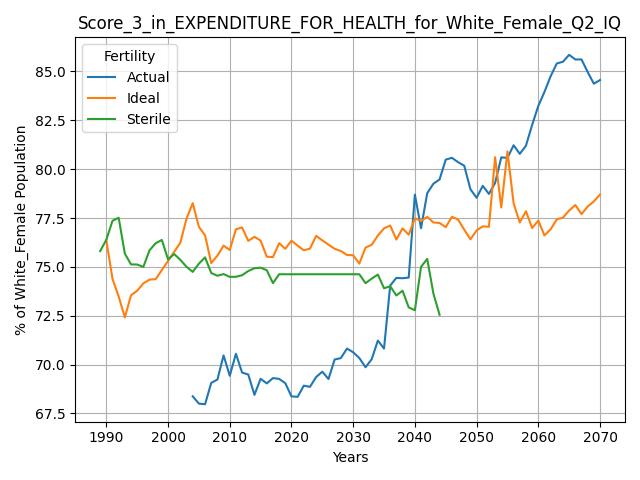 Score_3_in_EXPENDITURE_FOR_HEALTH_for_White_Female_Q2_IQ
Fertility
Actual
Ideal
Sterile
% of White_Female Population
85.0
82.5
80.0
77.5
75.0
72.5
70.0
67.5
1990 2000 2010 2020 2030 2040 2050 2060 2070
Years